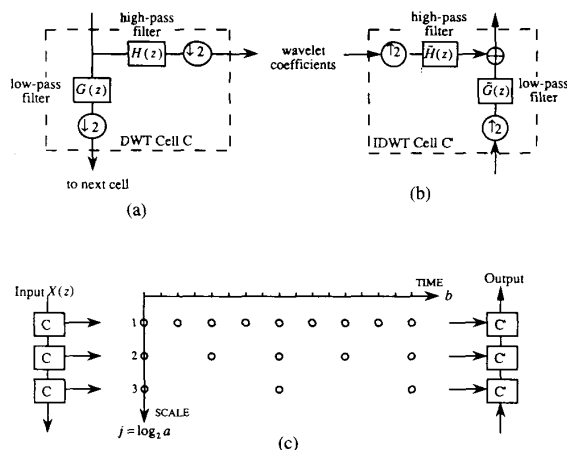 high-pass
filter
H(z)
↓2
low-pass
filter
G(z)
↓2
DWT Cell C
to next cell
(a)
wavelet
coefficients
high-pass
filter
↑2
H̃(z)
⊕
G̃(z)
low-pass
filter
↑2
IDWT Cell C'
(b)
Input X(z)
C
C
C
TIME
b
1
2
3
SCALE
j = log₂ a
Output
C'
C'
C'
(c)